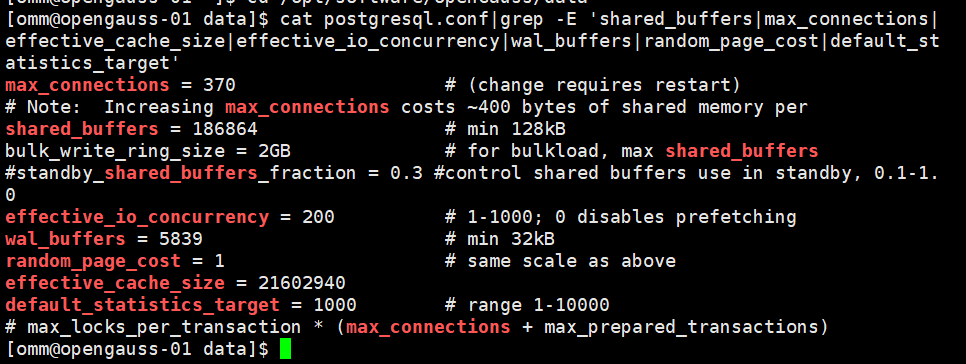 [omm@opengauss-01 data]$ cat postgresql.conf|grep -E 'shared_buffers|max_connections|
effective_cache_size|effective_io_concurrency|wal_buffers|random_page_cost|default_st
atistics_target'
max_connections = 370                   # (change requires restart)
# Note:  Increasing max_connections costs ~400 bytes of shared memory per
shared_buffers = 186864                 # min 128kB
bulk_write_ring_size = 2GB              # for bulkload, max shared_buffers
#standby_shared_buffers_fraction = 0.3 #control shared buffers use in standby, 0.1-1.
0
effective_io_concurrency = 200          # 1-1000; 0 disables prefetching
wal_buffers = 5839                      # min 32kB
random_page_cost = 1                    # same scale as above
effective_cache_size = 21602940
default_statistics_target = 1000        # range 1-10000
# max_locks_per_transaction * (max_connections + max_prepared_transactions)
[omm@opengauss-01 data]$